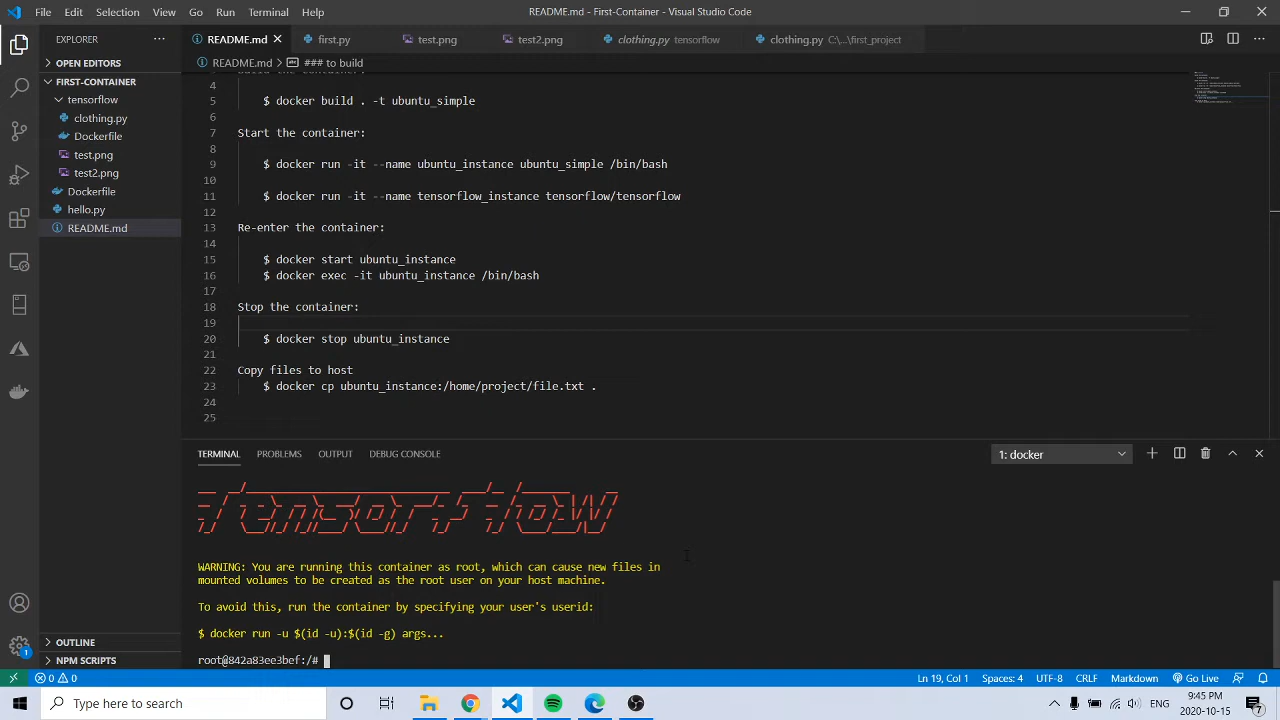 File Edit Selection View Go Run Terminal Help
README.md - First-Container - Visual Studio Code
EXPLORER
README.md
first.py
test.png
test2.png
clothing.py tensorflow
clothing.py C:\...\first_project
README.md > ### to build
OPEN EDITORS
FIRST-CONTAINER
tensorflow
clothing.py
Dockerfile
test.png
test2.png
Dockerfile
hello.py
README.md
OUTLINE
NPM SCRIPTS
4
5 $ docker build . -t ubuntu_simple
6
7 Start the container:
8
9 $ docker run -it --name ubuntu_instance ubuntu_simple /bin/bash
10
11 $ docker run -it --name tensorflow_instance tensorflow/tensorflow
12
13 Re-enter the container:
14
15 $ docker start ubuntu_instance
16 $ docker exec -it ubuntu_instance /bin/bash
17
18 Stop the container:
19
20 $ docker stop ubuntu_instance
21
22 Copy files to host
23 $ docker cp ubuntu_instance:/home/project/file.txt .
24
25
TERMINAL PROBLEMS OUTPUT DEBUG CONSOLE
1: docker
TensorFlow
WARNING: You are running this container as root, which can cause new files in
mounted volumes to be created as the root user on your host machine.
To avoid this, run the container by specifying your user's userid:
$ docker run -u $(id -u):$(id -g) args...
root@842a83ee3bef:/#
1
0 0
Ln 19, Col 1 Spaces: 4 UTF-8 CRLF Markdown Go Live
Type here to search
9:45 PM
2020-10-15
7